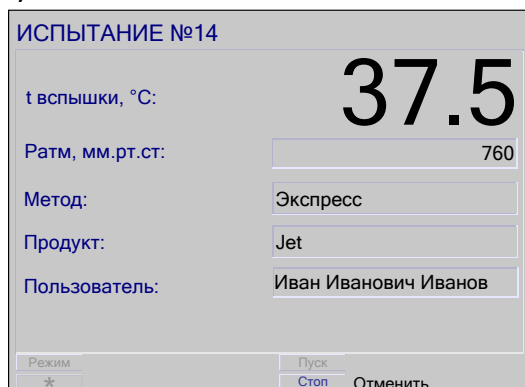 ИСПЫТАНИЕ №14
t вспышки, °C: 37.5
Ратм, мм.рт.ст: 760
Метод: Экспресс
Продукт: Jet
Пользователь: Иван Иванович Иванов
Режим Пуск
* Стоп Отменить